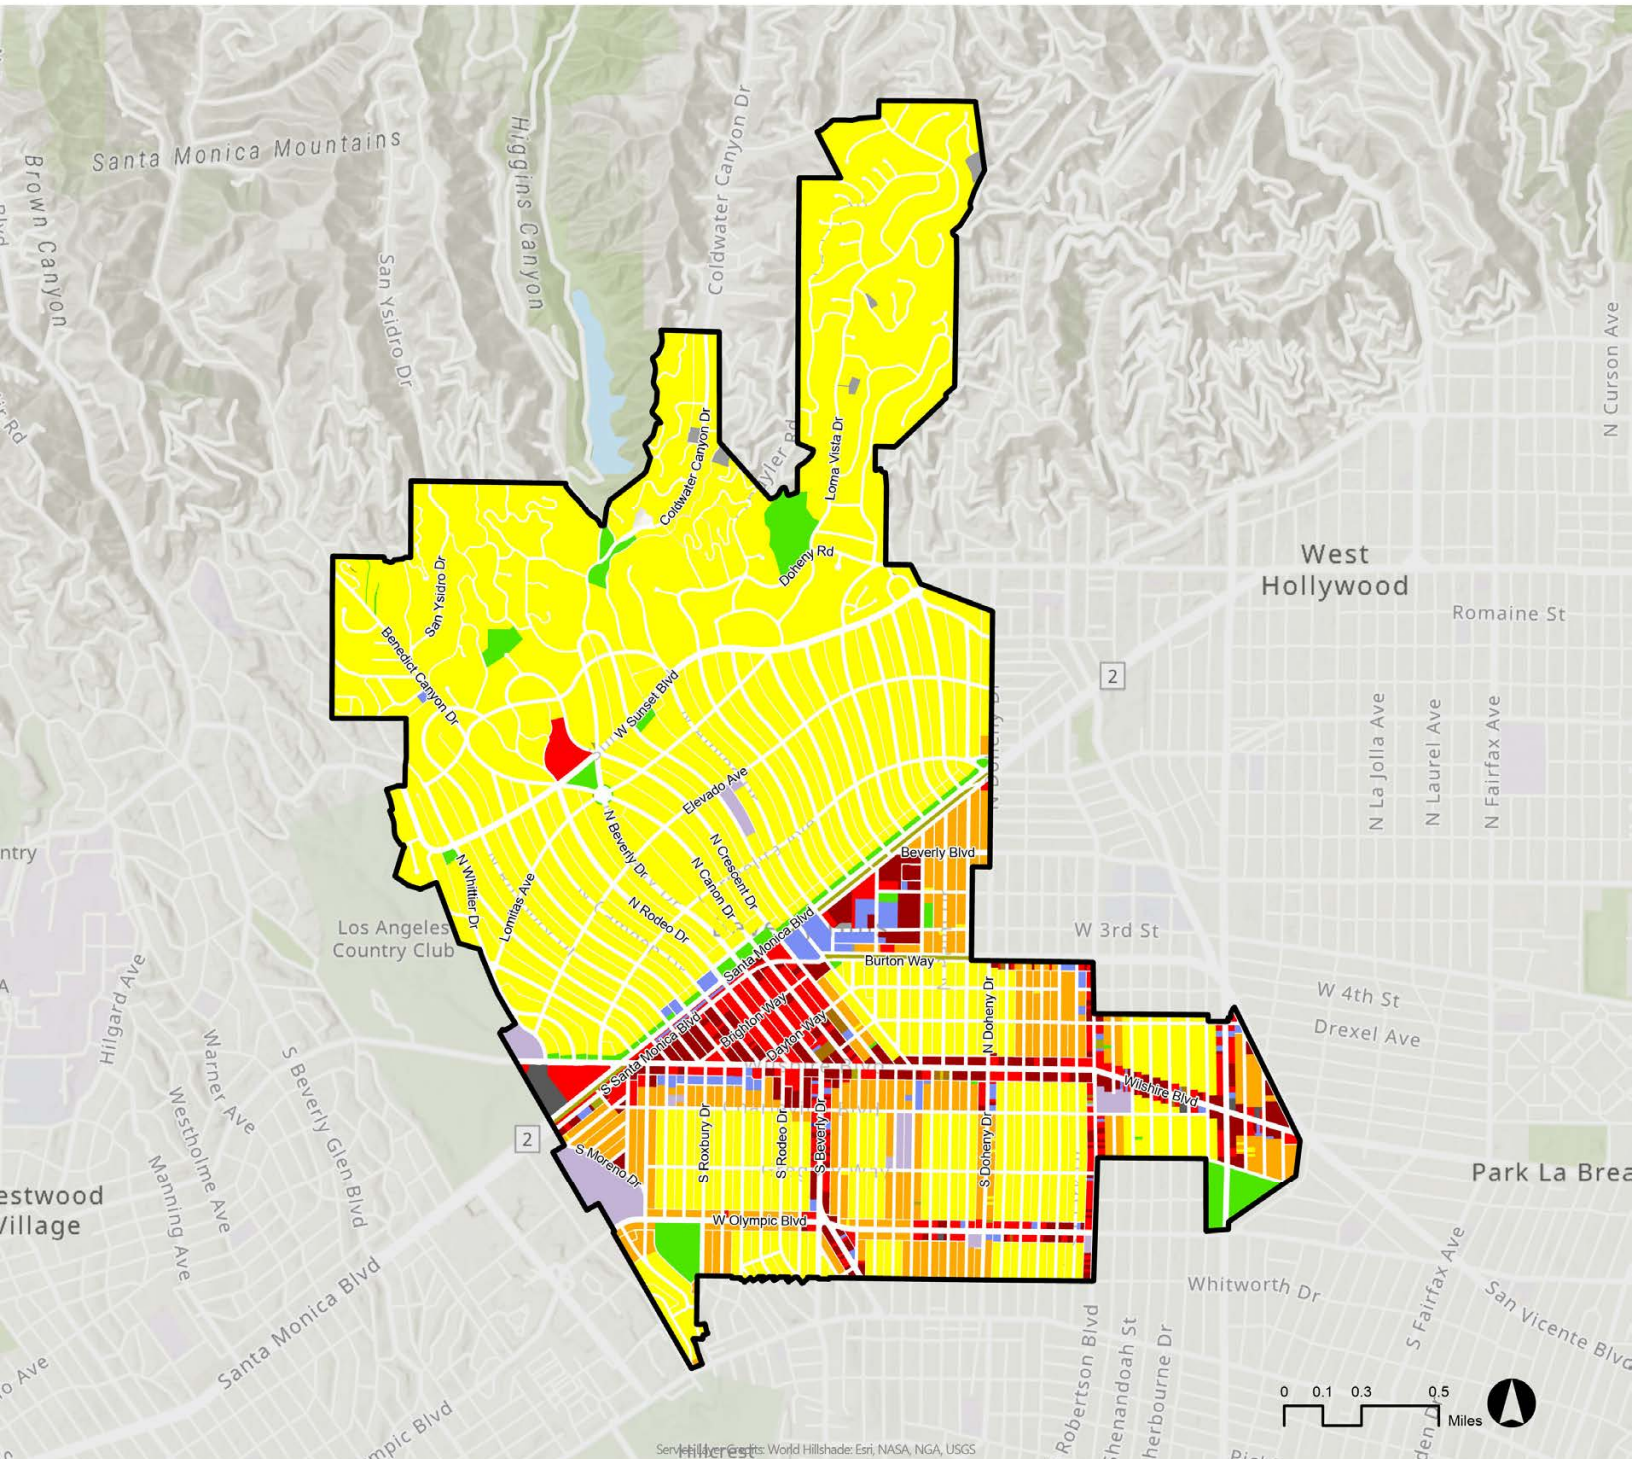 Santa Monica Mountains
Brown Canyon
Higgins Canyon
Coldwater Canyon Dr
San Ysidro Dr
N Curson Ave
Coldwater Canyon Dr
Loma Vista Dr
Doheny Rd
San Ysidro Dr
Benedict Canyon Dr
W Sunset Blvd
West
Hollywood
Romaine St
2
N La Jolla Ave
N Laurel Ave
N Fairfax Ave
Elevado Ave
N Beverly Dr
N Crescent Dr
N Canon Dr
N Rodeo Dr
N Whittier Dr
Lomitas Ave
Beverly Blvd
Los Angeles
Country Club
Santa Monica Blvd
Burton Way
W 3rd St
W 4th St
Drexel Ave
Hilgard Ave
Warner Ave
S Beverly Glen Blvd
Westholme Ave
Manning Ave
S Santa Monica Blvd
Brighton Way
Dayton Way
N Doheny Dr
Wilshire Blvd
2
S Moreno Dr
S Roxbury Dr
S Rodeo Dr
S Beverly Dr
S Doheny Dr
W Olympic Blvd
Park La Brea
Whitworth Dr
S Fairfax Ave
San Vicente Blvd
Santa Monica Blvd
Robertson Blvd
0 0.1 0.3 0.5
Miles
Service Layer Credits: World Hillshade: Esri, NASA, NGA, USGS